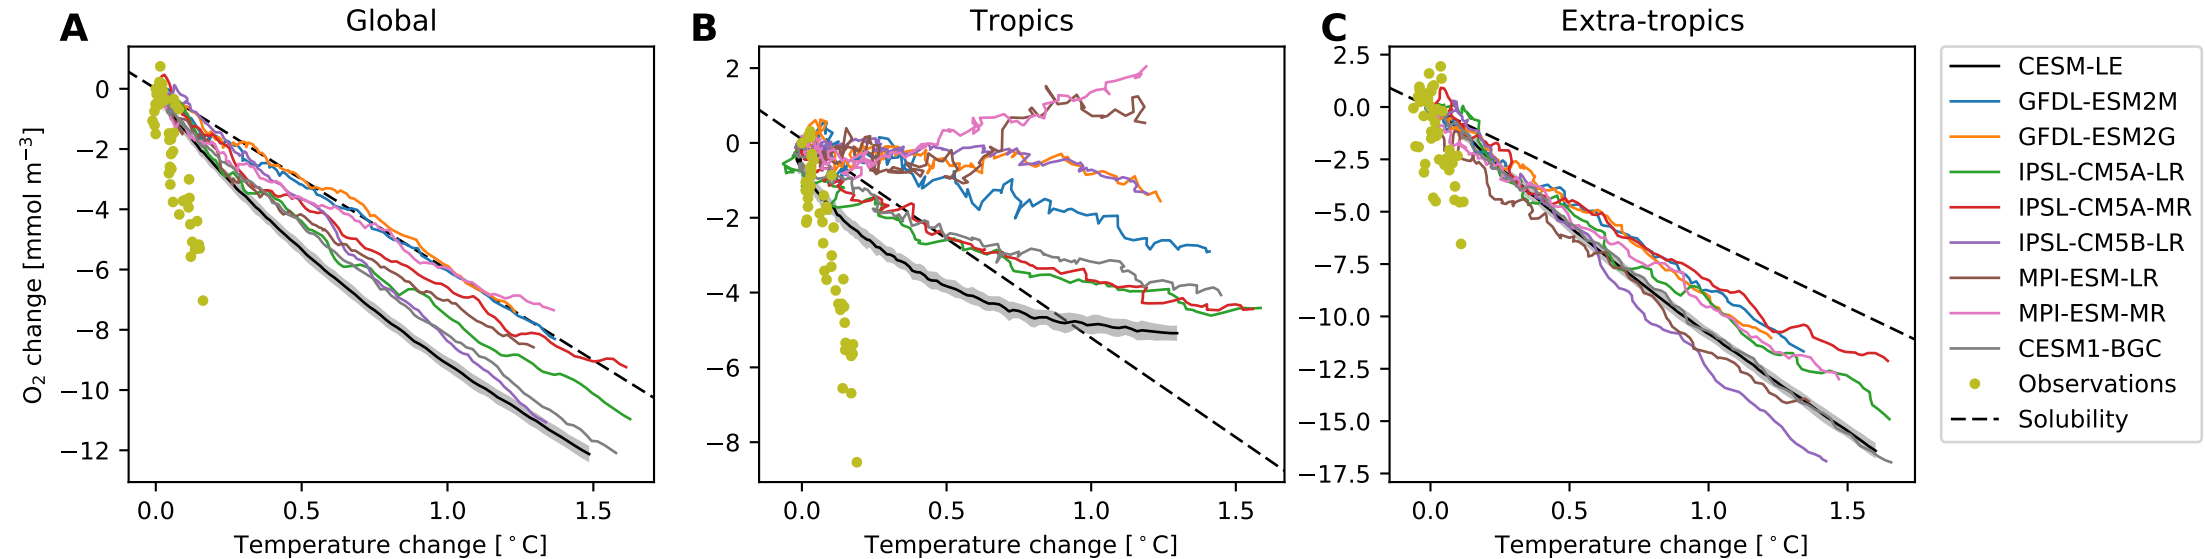 A
Global
B
Tropics
C
Extra-tropics
O₂ change [mmol m⁻³]
0
−2
−4
−6
−8
−10
−12
0.0
0.5
1.0
1.5
Temperature change [°C]
2
0
−2
−4
−6
−8
0.0
0.5
1.0
1.5
Temperature change [°C]
2.5
0.0
−2.5
−5.0
−7.5
−10.0
−12.5
−15.0
−17.5
0.0
0.5
1.0
1.5
Temperature change [°C]
CESM-LE
GFDL-ESM2M
GFDL-ESM2G
IPSL-CM5A-LR
IPSL-CM5A-MR
IPSL-CM5B-LR
MPI-ESM-LR
MPI-ESM-MR
CESM1-BGC
Observations
Solubility